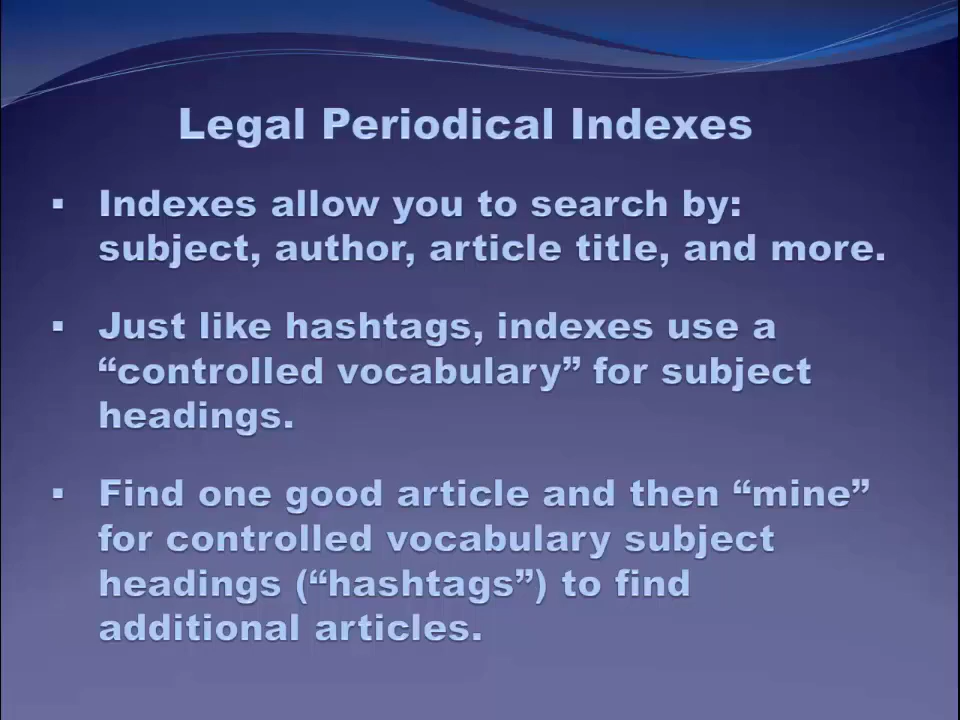 Legal Periodical Indexes
▪ Indexes allow you to search by:
subject, author, article title, and more.
▪ Just like hashtags, indexes use a
“controlled vocabulary” for subject
headings.
▪ Find one good article and then “mine”
for controlled vocabulary subject
headings (“hashtags”) to find
additional articles.